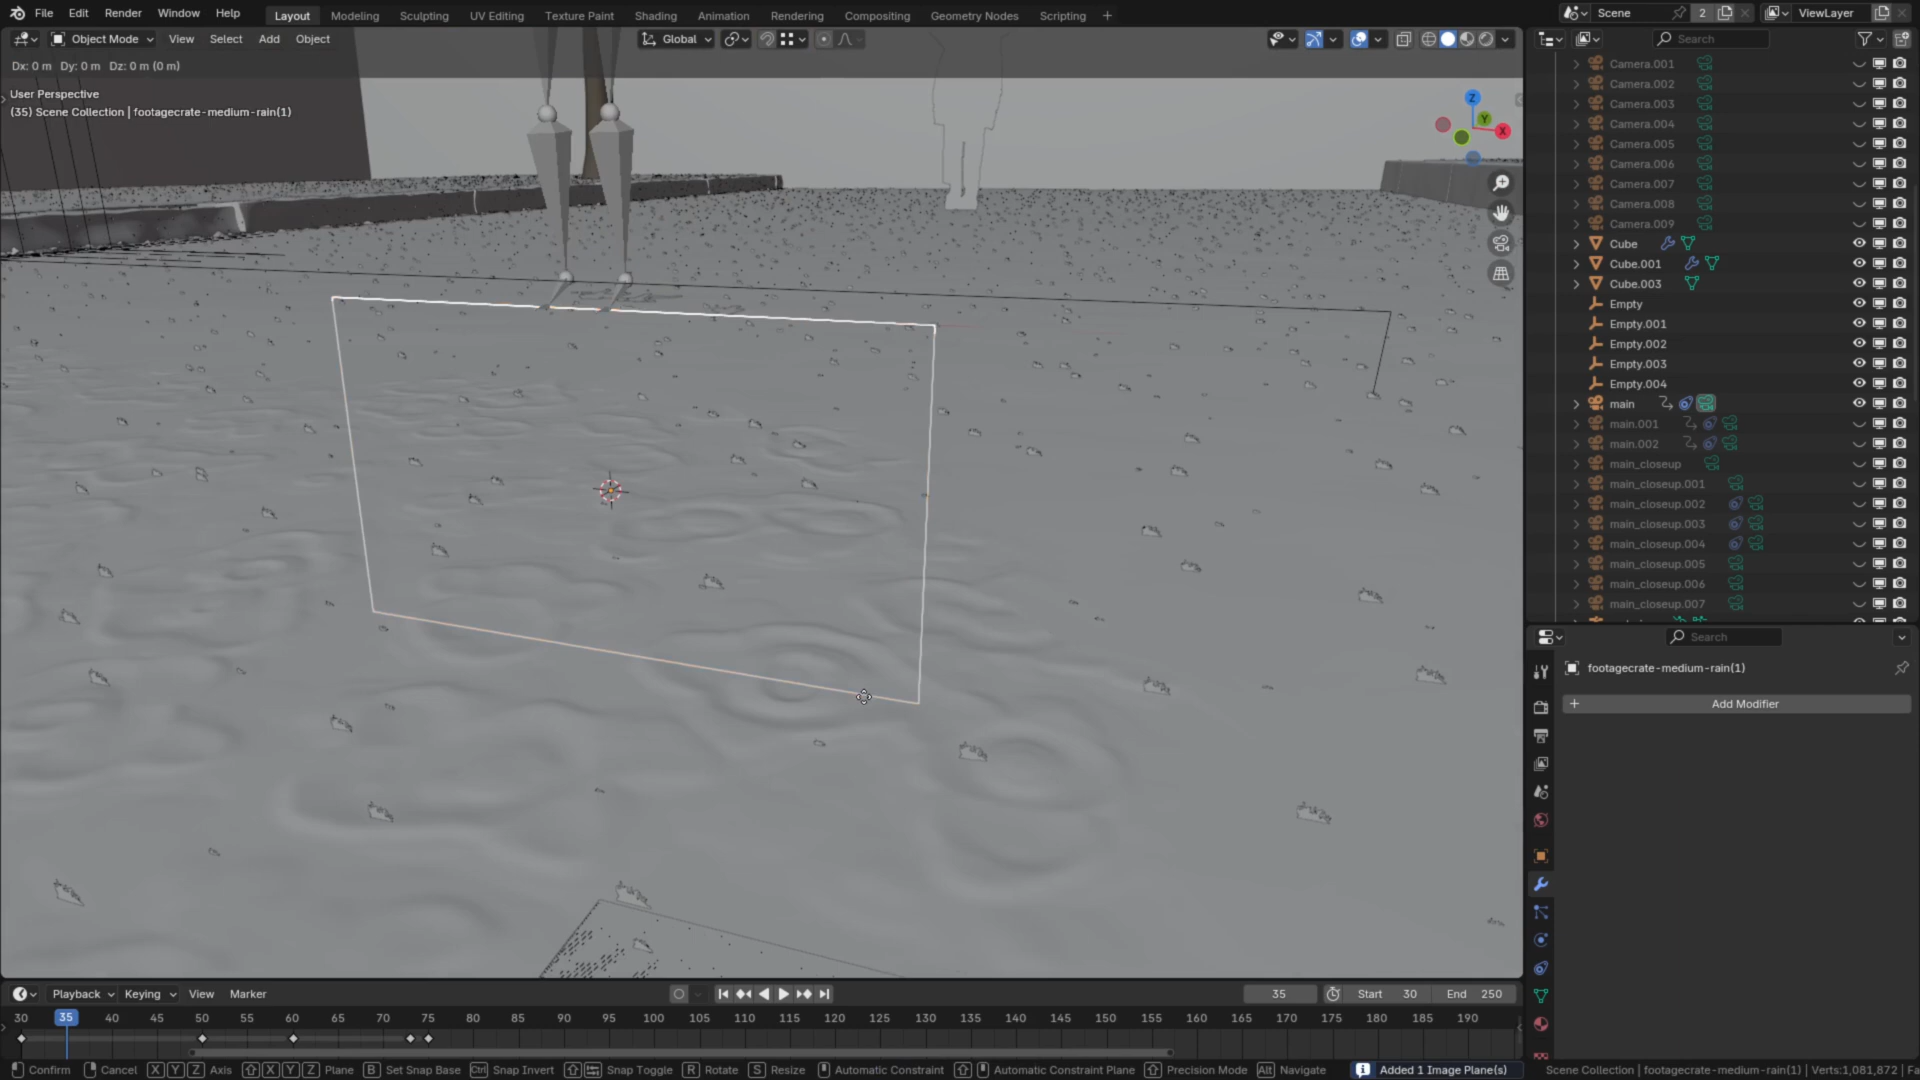 File Edit Render Window Help
Layout Modeling Sculpting UV Editing Texture Paint Shading Animation Rendering Compositing Geometry Nodes Scripting +
Scene 2 ViewLayer
Object Mode View Select Add Object
Global
Search
Dx: 0 m Dy: 0 m Dz: 0 m (0 m)
User Perspective
(35) Scene Collection | footagecrate-medium-rain(1)
Z
Y
X
Camera.001
Camera.002
Camera.003
Camera.004
Camera.005
Camera.006
Camera.007
Camera.008
Camera.009
Cube
Cube.001
Cube.003
Empty
Empty.001
Empty.002
Empty.003
Empty.004
main
main.001
main.002
main_closeup
main_closeup.001
main_closeup.002
main_closeup.003
main_closeup.004
main_closeup.005
main_closeup.006
main_closeup.007
Search
footagecrate-medium-rain(1)
+ Add Modifier
Playback Keying View Marker
35 Start 30 End 250
30 35 40 45 50 55 60 65 70 75 80 85 90 95 100 105 110 115 120 125 130 135 140 145 150 155 160 165 170 175 180 185 190
Confirm Cancel X Y Z Axis X Y Z Plane B Set Snap Base Ctrl Snap Invert Snap Toggle R Rotate S Resize Automatic Constraint Automatic Constraint Plane Precision Mode Alt Navigate Added 1 Image Plane(s) Scene Collection | footagecrate-medium-rain(1) | Verts:1,081,872 | Fa